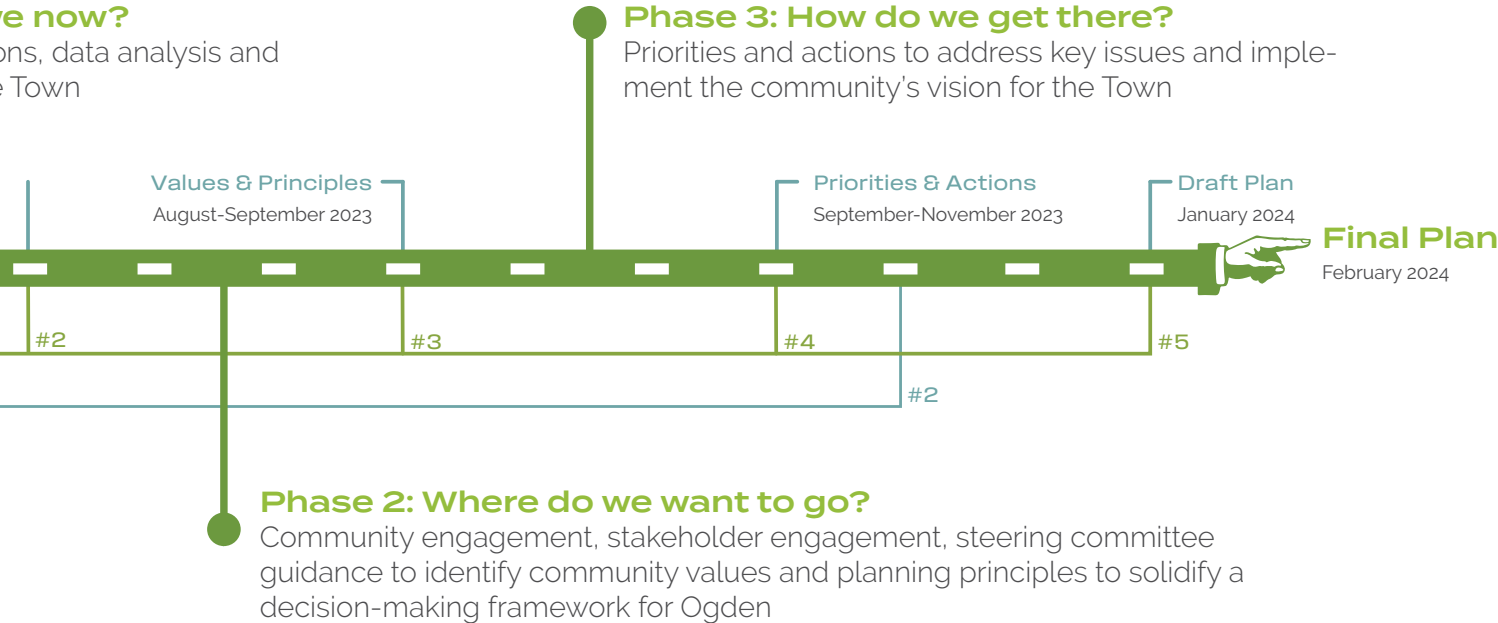 ve now?
ons, data analysis and
e Town
Phase 3: How do we get there?
Priorities and actions to address key issues and imple-
ment the community's vision for the Town
Values & Principles
August-September 2023
Priorities & Actions
September-November 2023
Draft Plan
January 2024
Final Plan
February 2024
#2
#3
#4
#5
#2
Phase 2: Where do we want to go?
Community engagement, stakeholder engagement, steering committee
guidance to identify community values and planning principles to solidify a
decision-making framework for Ogden